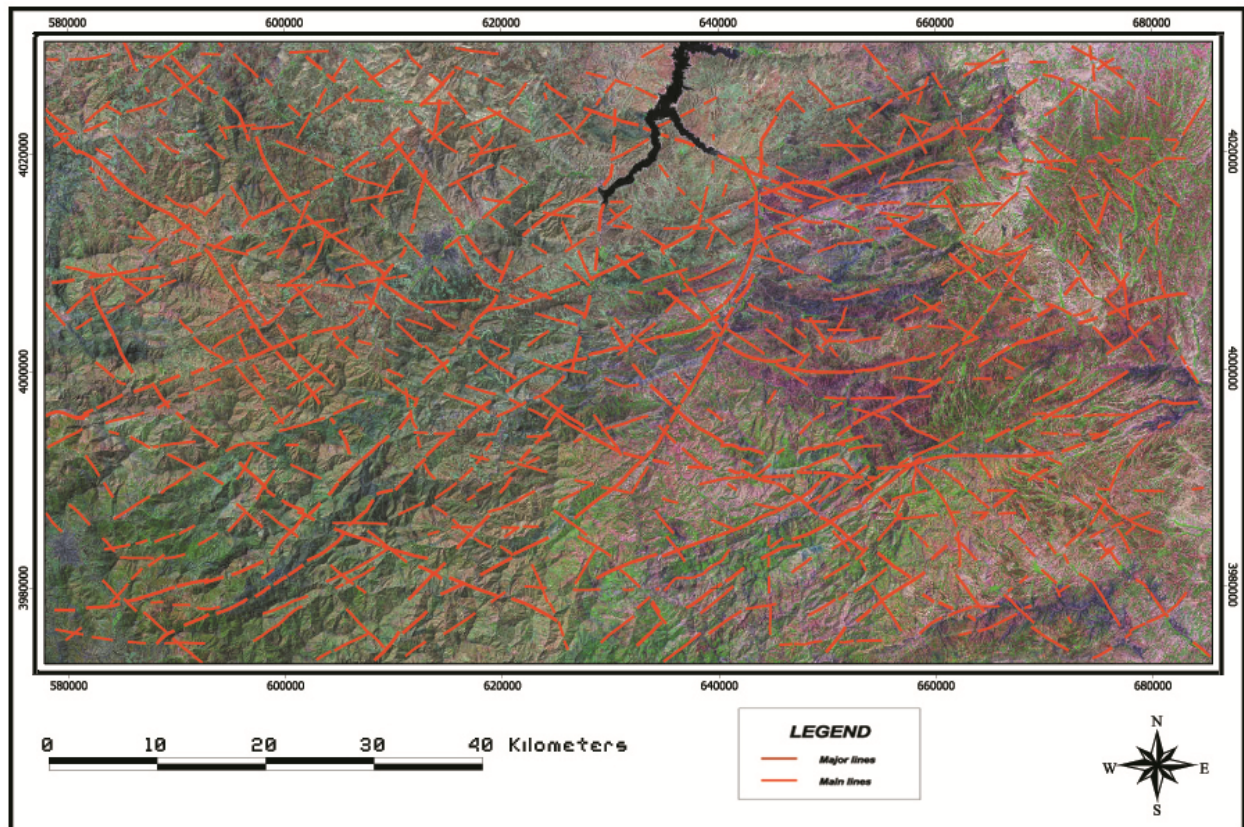 580000 600000 620000 640000 660000 680000
4020000 4020000
4000000 4000000
3980000 3980000
580000 600000 620000 640000 660000 680000
0 10 20 30 40 Kilometers
LEGEND
Major lines
Main lines
N
W E
S